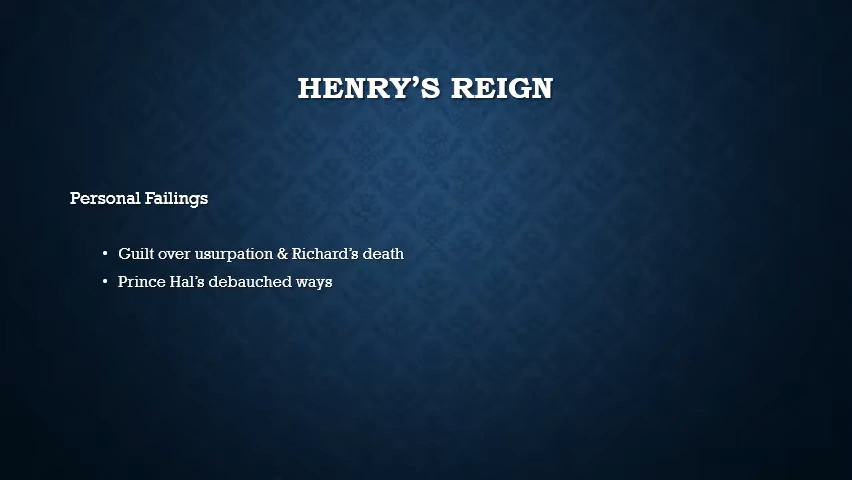 HENRY’S REIGN
Personal Failings
• Guilt over usurpation & Richard’s death
• Prince Hal’s debauched ways